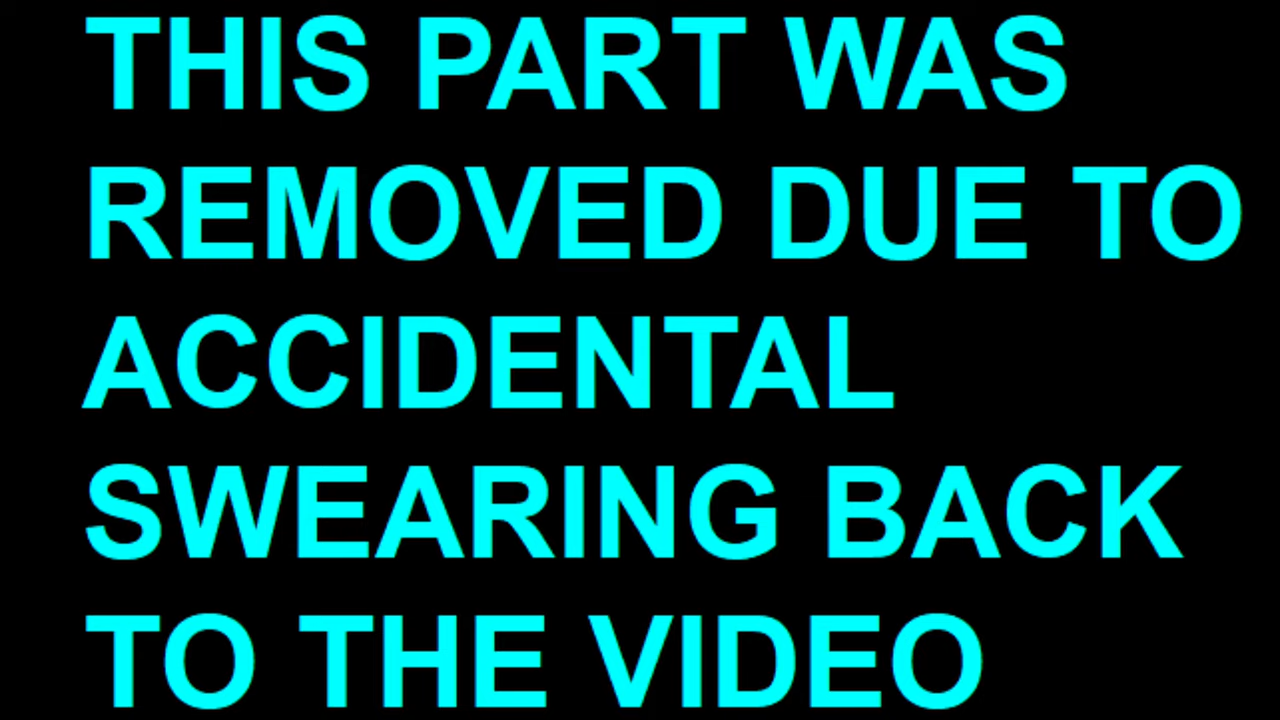 THIS PART WAS
REMOVED DUE TO
ACCIDENTAL
SWEARING BACK
TO THE VIDEO